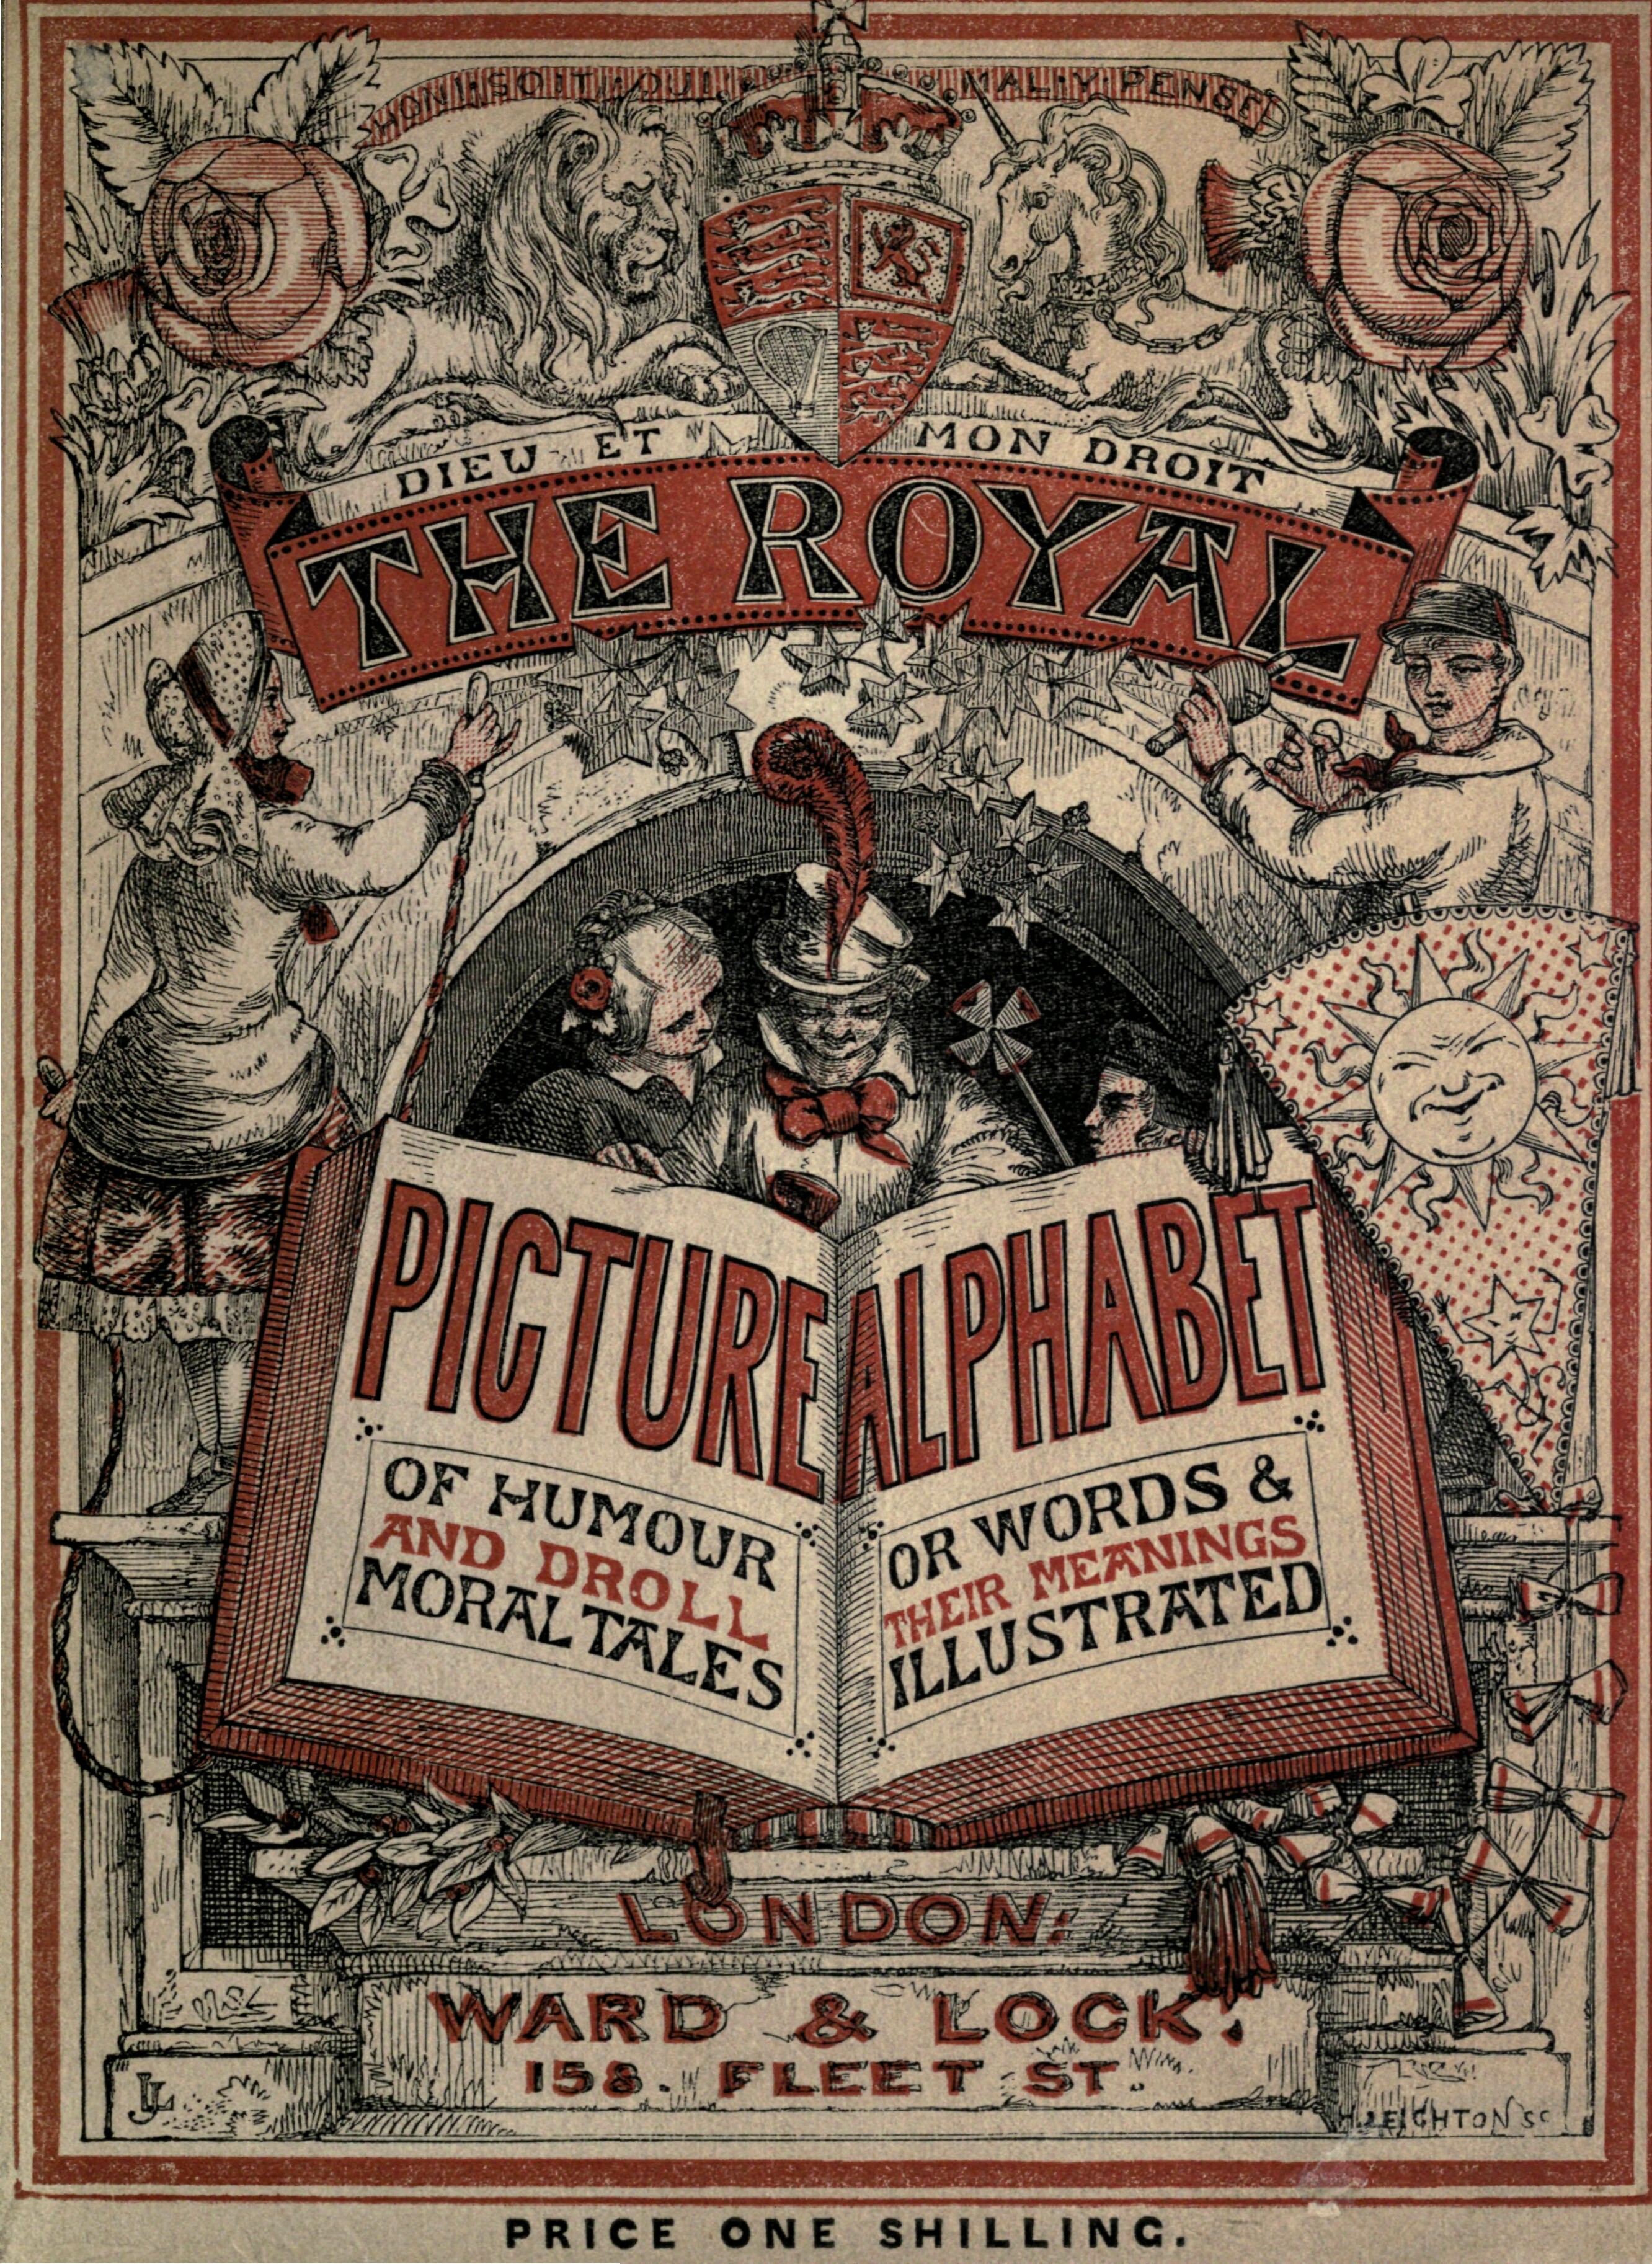 HONI·SOIT·QUI MAL·Y·PENSE
DIEU ET MON DROIT
THE ROYAL
PICTURE ALPHABET
OF HUMOUR
AND DROLL
MORAL TALES
OR WORDS &
THEIR MEANINGS
ILLUSTRATED
LONDON:
WARD & LOCK.
158. FLEET ST.
JL
H. LEIGHTON Sc
PRICE ONE SHILLING.